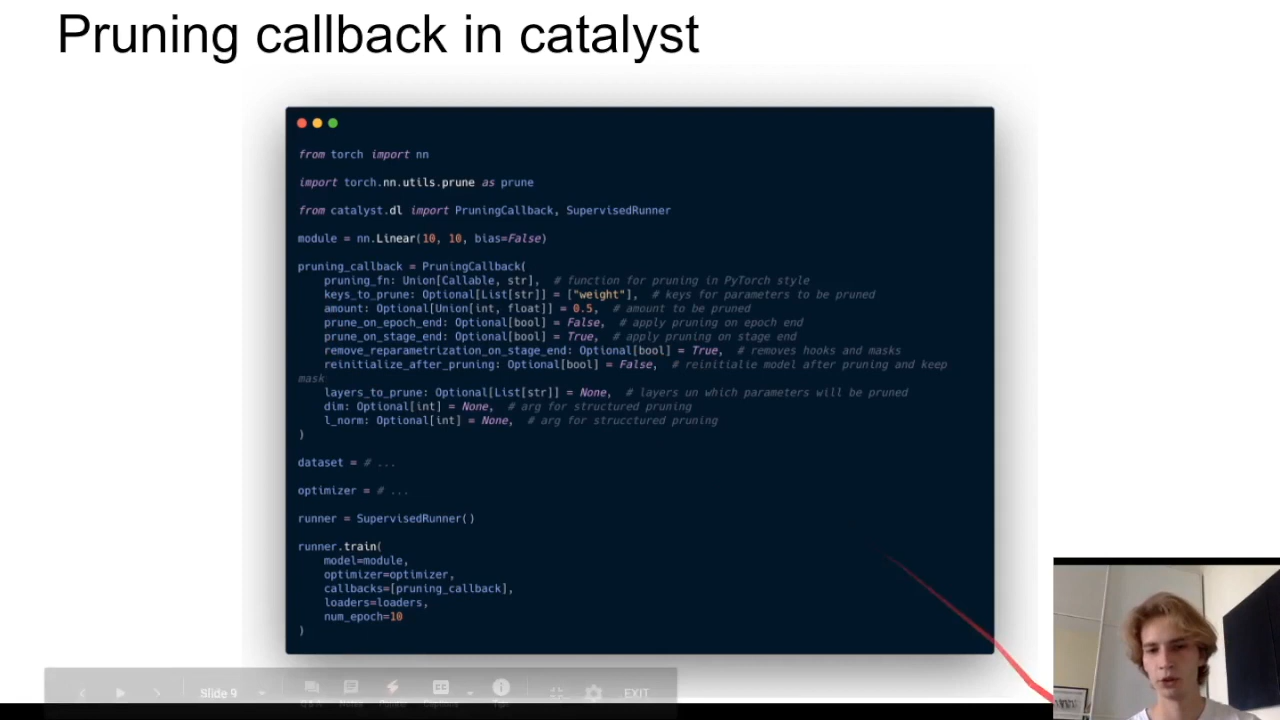 Pruning callback in catalyst
from torch import nn
import torch.nn.utils.prune as prune
from catalyst.dl import PruningCallback, SupervisedRunner
module = nn.Linear(10, 10, bias=False)
pruning_callback = PruningCallback(
pruning_fn: Union[Callable, str], # function for pruning in PyTorch style
keys_to_prune: Optional[List[str]] = ["weight"], # keys for parameters to be pruned
amount: Optional[Union[int, float]] = 0.5, # amount to be pruned
prune_on_epoch_end: Optional[bool] = False, # apply pruning on epoch end
prune_on_stage_end: Optional[bool] = True, # apply pruning on stage end
remove_reparametrization_on_stage_end: Optional[bool] = True, # removes hooks and masks
reinitialize_after_pruning: Optional[bool] = False, # reinitialie model after pruning and keep
mask
layers_to_prune: Optional[List[str]] = None, # layers un which parameters will be pruned
dim: Optional[int] = None, # arg for structured pruning
l_norm: Optional[int] = None, # arg for strucctured pruning
)
dataset = # ...
optimizer = # ...
runner = SupervisedRunner()
runner.train(
model=module,
optimizer=optimizer,
callbacks=[pruning_callback],
loaders=loaders,
num_epoch=10
)
Slide 9
Q & A Notes Pointer Captions Tips EXIT